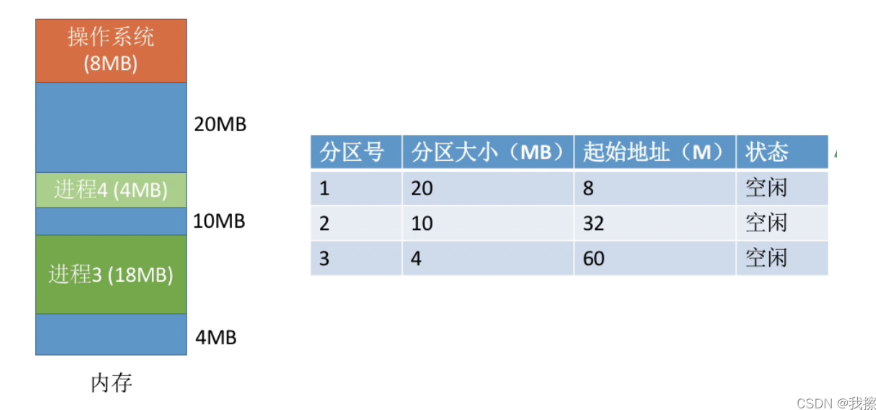 操作系统
(8MB)
20MB
进程4 (4MB)
10MB
进程3 (18MB)
4MB
内存
分区号 分区大小（MB） 起始地址（M） 状态
1 20 8 空闲
2 10 32 空闲
3 4 60 空闲
CSDN @我擦